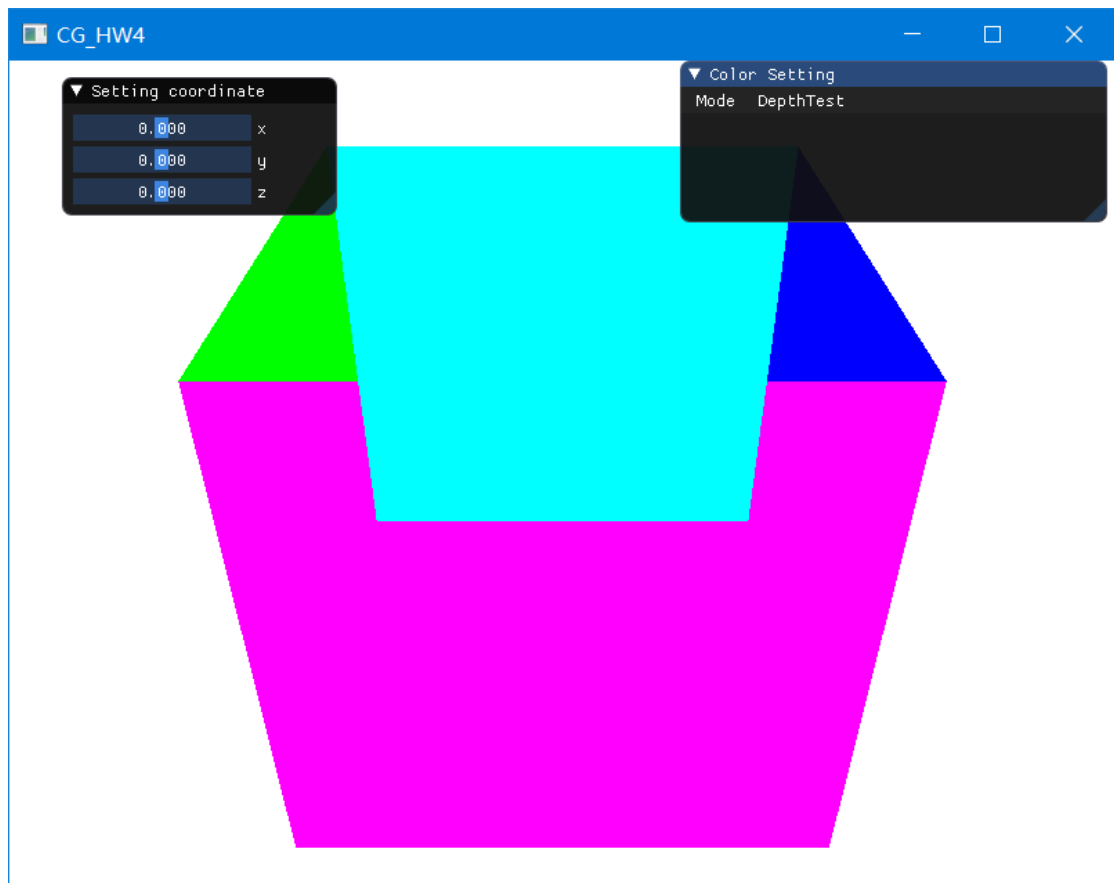 CG_HW4
Setting coordinate
0.000 x
0.000 y
0.000 z
Color Setting
Mode DepthTest